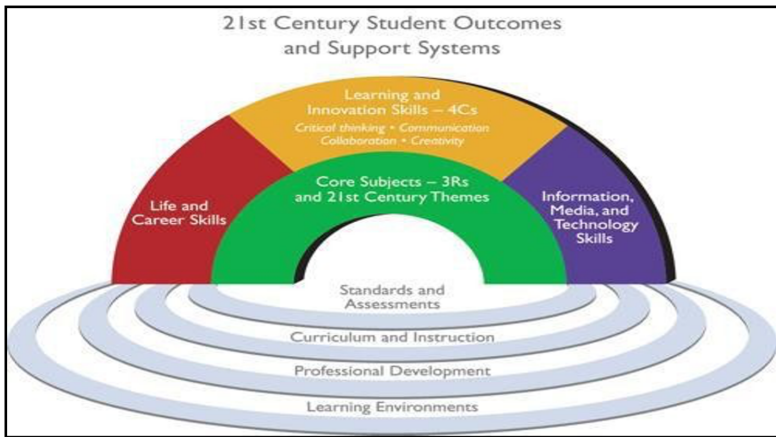 21st Century Student Outcomes
and Support Systems
Learning and
Innovation Skills – 4Cs
Critical thinking • Communication
Collaboration • Creativity
Core Subjects – 3Rs
and 21st Century Themes
Life and
Career Skills
Information,
Media, and
Technology
Skills
Standards and
Assessments
Curriculum and Instruction
Professional Development
Learning Environments